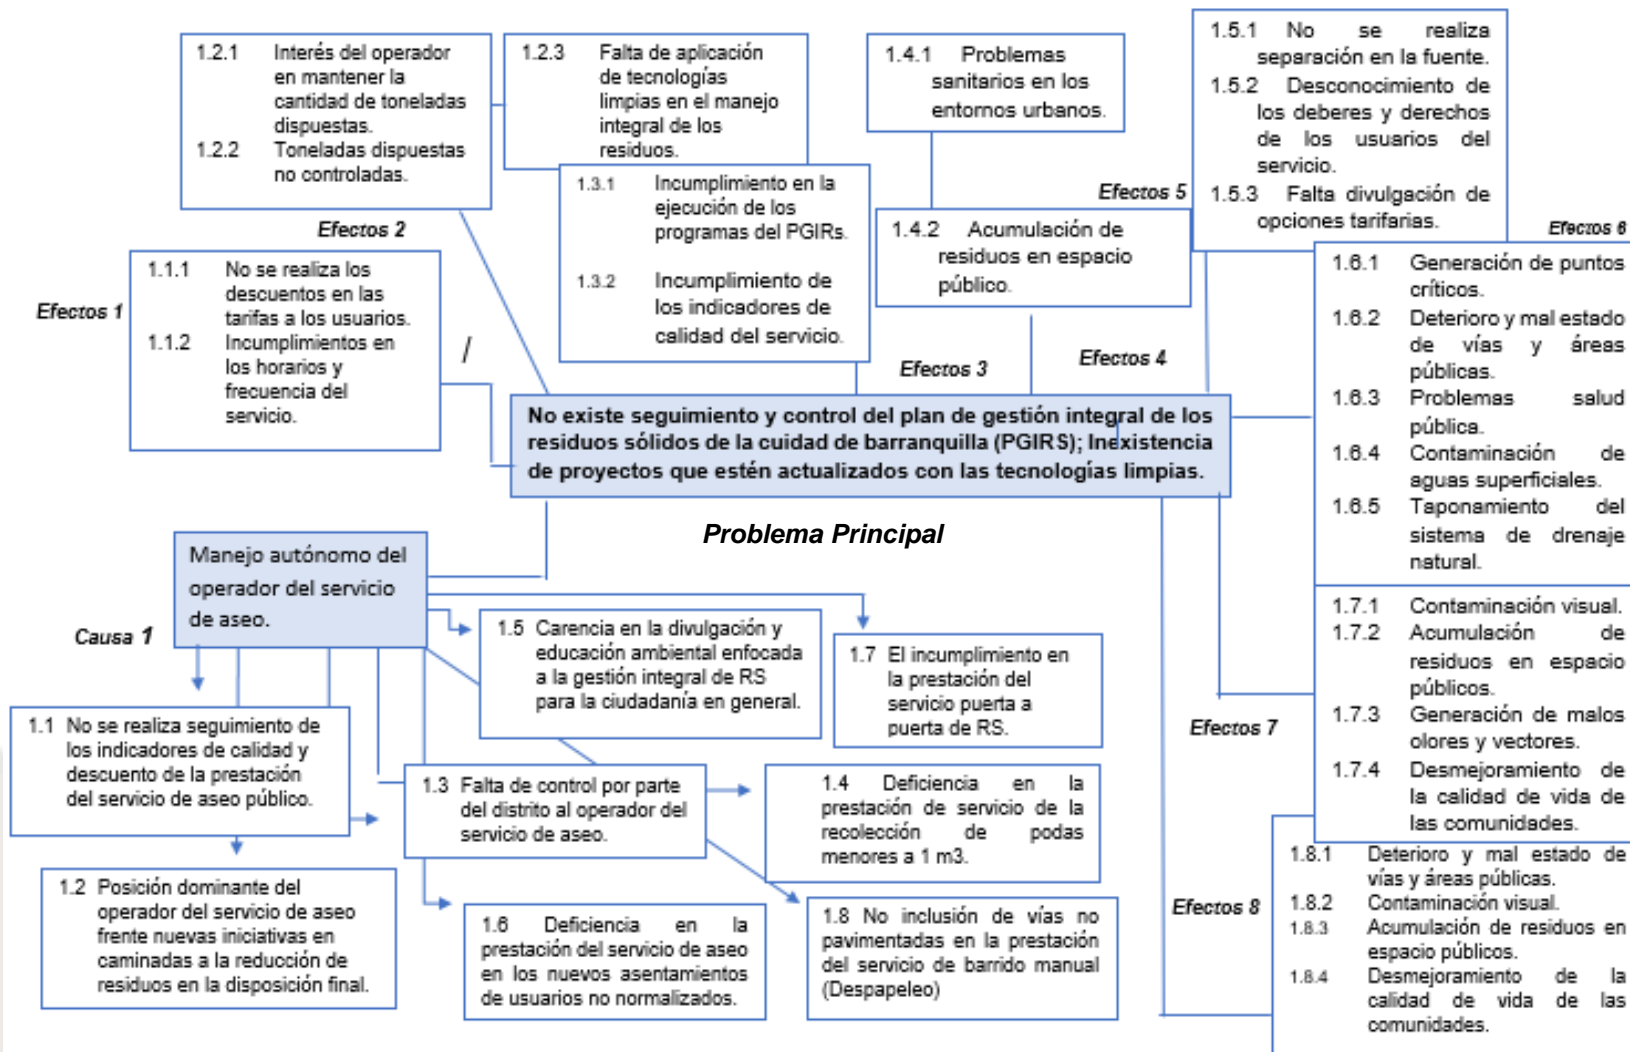 1.2.1 Interés del operador
en mantener la
cantidad de toneladas
dispuestas.
1.2.2 Toneladas dispuestas
no controladas.
Efectos 2
1.2.3 Falta de aplicación
de tecnologías
limpias en el manejo
integral de los
residuos.
1.3.1 Incumplimiento en la
ejecución de los
programas del PGIRs.
1.3.2 Incumplimiento de
los indicadores de
calidad del servicio.
Efectos 3
1.4.1 Problemas
sanitarios en los
entornos urbanos.
1.4.2 Acumulación de
residuos en espacio
público.
Efectos 4
Efectos 5
1.5.1 No se realiza
separación en la fuente.
1.5.2 Desconocimiento de
los deberes y derechos
de los usuarios del
servicio.
1.5.3 Falta divulgación de
opciones tarifarias.
Efectos 6
1.6.1 Generación de puntos
críticos.
1.6.2 Deterioro y mal estado
de vías y áreas
públicas.
1.6.3 Problemas salud
pública.
1.6.4 Contaminación de
aguas superficiales.
1.6.5 Taponamiento del
sistema de drenaje
natural.
Efectos 1
1.1.1 No se realiza los
descuentos en las
tarifas a los usuarios.
1.1.2 Incumplimientos en
los horarios y
frecuencia del
servicio.
/
No existe seguimiento y control del plan de gestión integral de los
residuos sólidos de la cuidad de barranquilla (PGIRS); Inexistencia
de proyectos que estén actualizados con las tecnologías limpias.
Problema Principal
Manejo autónomo del
operador del servicio
de aseo.
Causa 1
1.5 Carencia en la divulgación y
educación ambiental enfocada
a la gestión integral de RS
para la ciudadanía en general.
1.7 El incumplimiento en
la prestación del
servicio puerta a
puerta de RS.
1.1 No se realiza seguimiento de
los indicadores de calidad y
descuento de la prestación
del servicio de aseo público.
1.3 Falta de control por parte
del distrito al operador del
servicio de aseo.
1.4 Deficiencia en la
prestación de servicio de la
recolección de podas
menores a 1 m3.
1.2 Posición dominante del
operador del servicio de aseo
frente nuevas iniciativas en
caminadas a la reducción de
residuos en la disposición final.
1.6 Deficiencia en la
prestación del servicio de aseo
en los nuevos asentamientos
de usuarios no normalizados.
1.8 No inclusión de vías no
pavimentadas en la prestación
del servicio de barrido manual
(Despapeleo)
Efectos 7
1.7.1 Contaminación visual.
1.7.2 Acumulación de
residuos en espacio
públicos.
1.7.3 Generación de malos
olores y vectores.
1.7.4 Desmejoramiento de
la calidad de vida de
las comunidades.
Efectos 8
1.8.1 Deterioro y mal estado de
vías y áreas públicas.
1.8.2 Contaminación visual.
1.8.3 Acumulación de residuos en
espacio públicos.
1.8.4 Desmejoramiento de la
calidad de vida de las
comunidades.